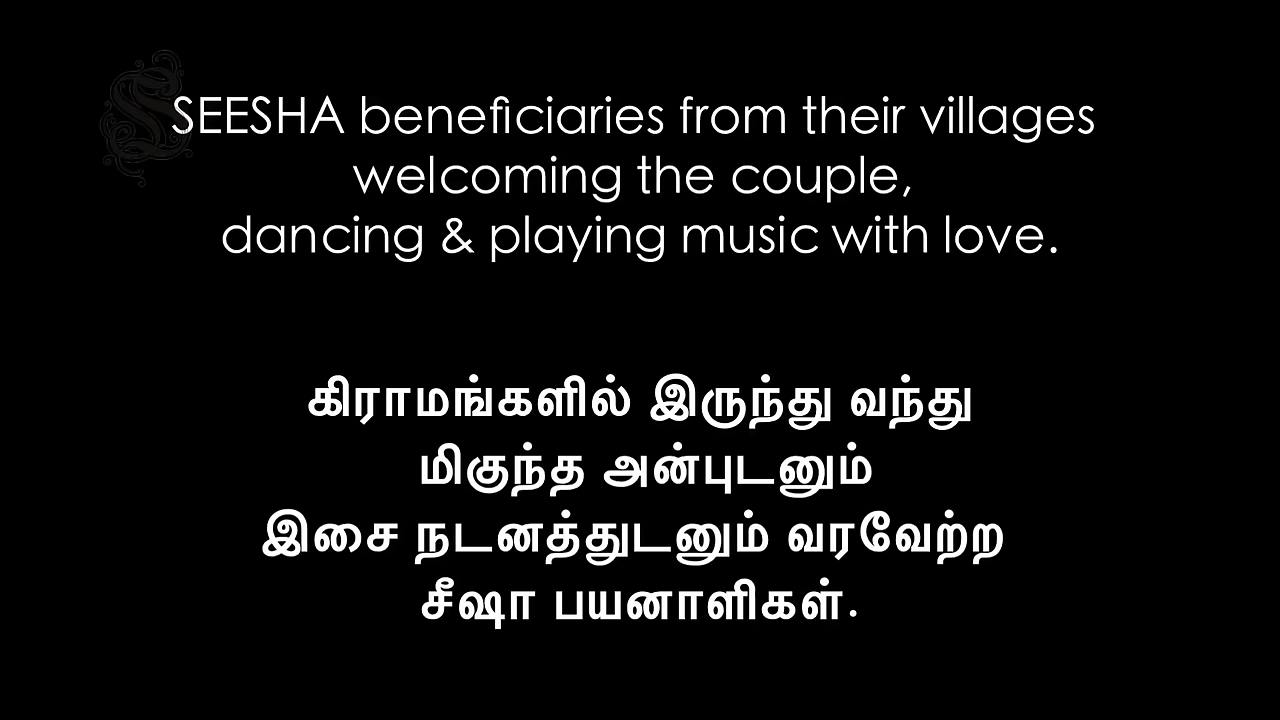 SEESHA beneficiaries from their villages
welcoming the couple,
dancing & playing music with love.
கிராமங்களில் இருந்து வந்து
மிகுந்த அன்புடனும்
இசை நடனத்துடனும் வரவேற்ற
சீஷா பயனாளிகள்.